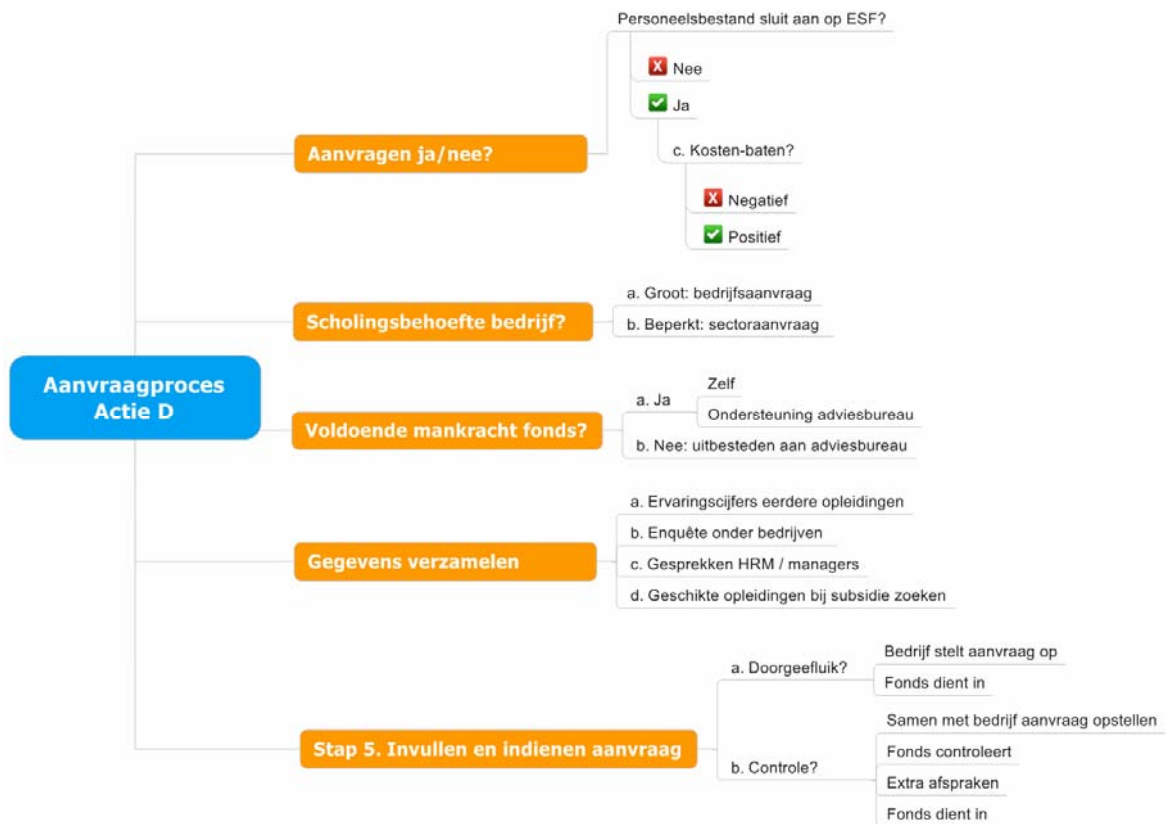 Personeelsbestand sluit aan op ESF?
Nee
Ja
Aanvragen ja/nee?
c. Kosten-baten?
Negatief
Positief
Scholingsbehoefte bedrijf?
a. Groot: bedrijfsaanvraag
b. Beperkt: sectoraanvraag
Aanvraagproces
Actie D
Voldoende mankracht fonds?
a. Ja
Zelf
Ondersteuning adviesbureau
b. Nee: uitbesteden aan adviesbureau
Gegevens verzamelen
a. Ervaringscijfers eerdere opleidingen
b. Enquête onder bedrijven
c. Gesprekken HRM / managers
d. Geschikte opleidingen bij subsidie zoeken
Stap 5. Invullen en indienen aanvraag
a. Doorgeefluik?
Bedrijf stelt aanvraag op
Fonds dient in
b. Controle?
Samen met bedrijf aanvraag opstellen
Fonds controleert
Extra afspraken
Fonds dient in